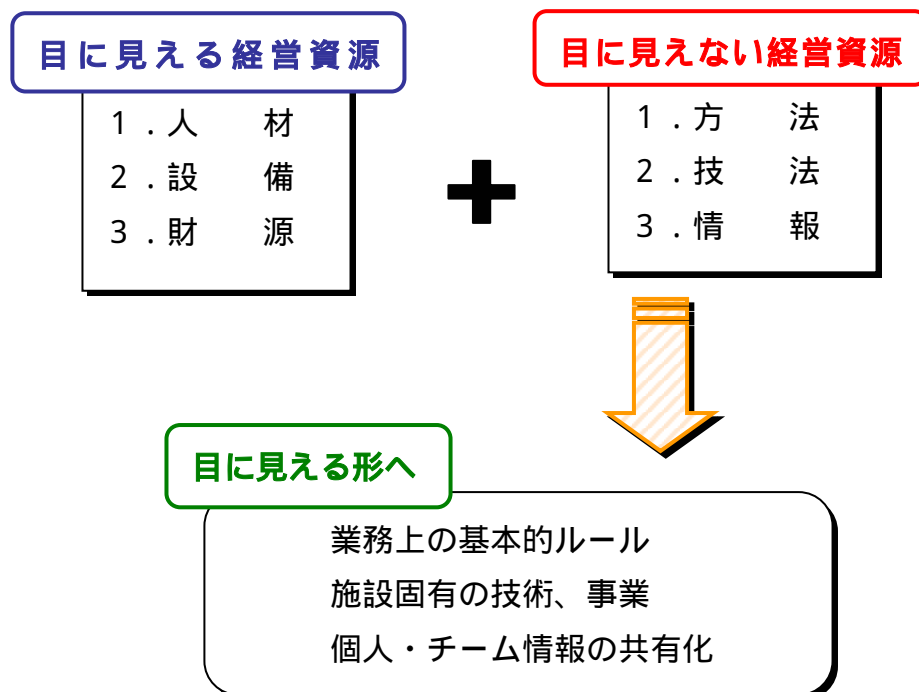 目に見える経営資源
1．人　材
2．設　備
3．財　源
目に見えない経営資源
1．方　法
2．技　法
3．情　報
目に見える形へ
業務上の基本的ルール
施設固有の技術、事業
個人・チーム情報の共有化